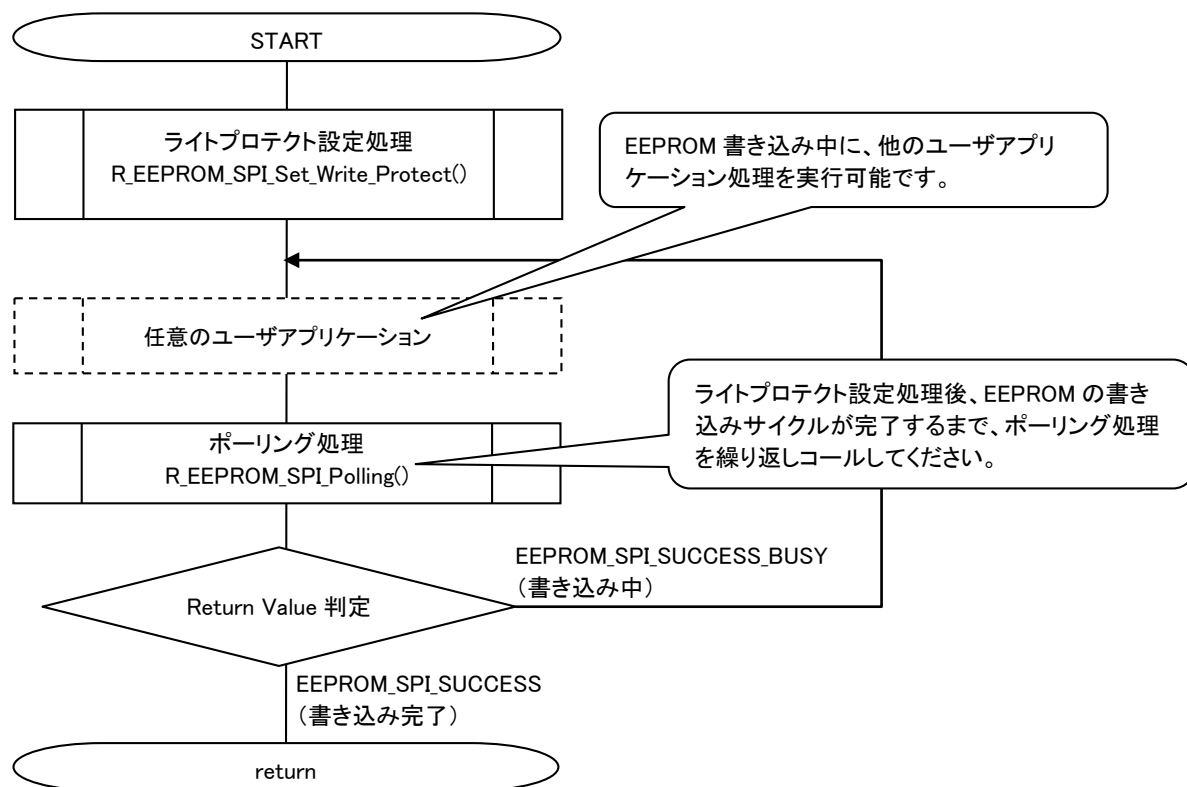 START
ライトプロテクト設定処理
R_EEPROM_SPI_Set_Write_Protect()
EEPROM 書き込み中に、他のユーザアプリ
ケーション処理を実行可能です。
任意のユーザアプリケーション
ライトプロテクト設定処理後、EEPROM の書き
込みサイクルが完了するまで、ポーリング処理
を繰り返しコールしてください。
ポーリング処理
R_EEPROM_SPI_Polling()
EEPROM_SPI_SUCCESS_BUSY
（書き込み中）
Return Value 判定
EEPROM_SPI_SUCCESS
（書き込み完了）
return